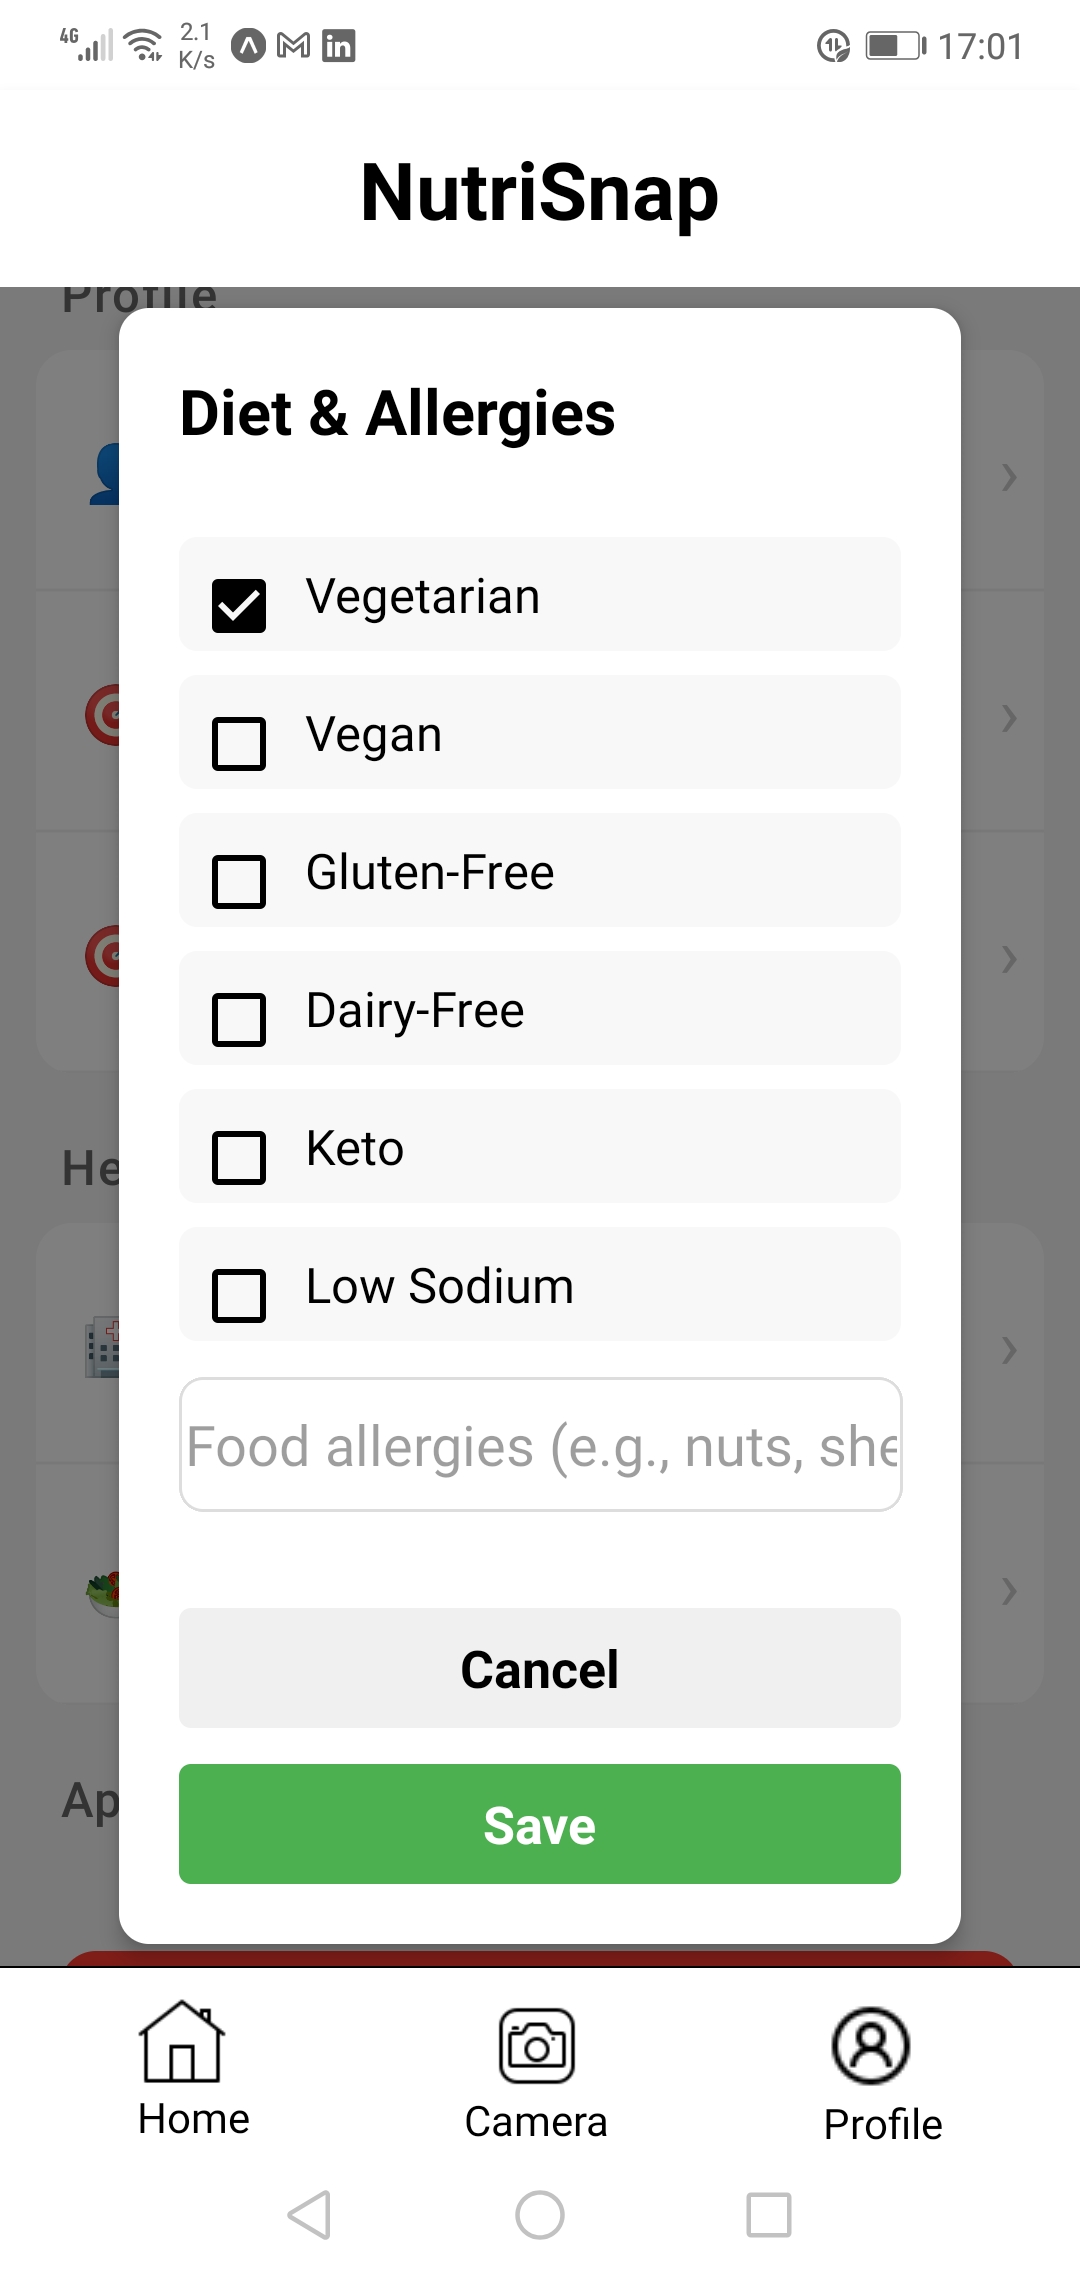 4G 2.1 K/s 17:01
NutriSnap
Profile
Diet & Allergies
Vegetarian
Vegan
Gluten-Free
Dairy-Free
Keto
He
Low Sodium
Food allergies (e.g., nuts, she
Cancel
Ap
Save
Home Camera Profile